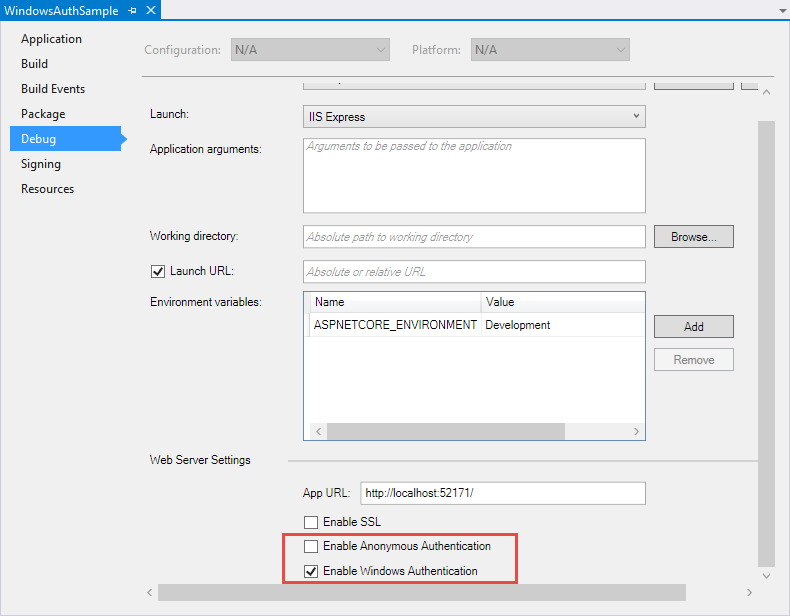 WindowsAuthSample
Application
Build
Build Events
Package
Debug
Signing
Resources
Configuration: N/A Platform: N/A
Launch: IIS Express
Application arguments: Arguments to be passed to the application
Working directory: Absolute path to working directory Browse...
Launch URL: Absolute or relative URL
Environment variables: Name Value
ASPNETCORE_ENVIRONMENT Development
Add
Remove
Web Server Settings
App URL: http://localhost:52171/
Enable SSL
Enable Anonymous Authentication
Enable Windows Authentication